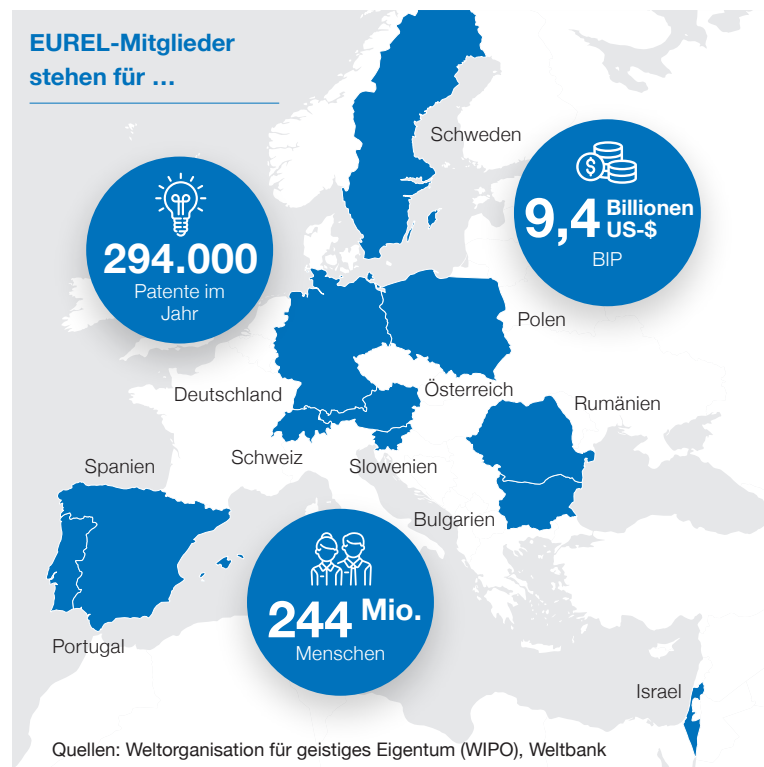 EUREL-Mitglieder
stehen für …
Schweden
9,4 Billionen
US-$
BIP
294.000
Patente im
Jahr
Polen
Deutschland
Österreich
Rumänien
Schweiz
Slowenien
Spanien
Bulgarien
244 Mio.
Menschen
Portugal
Israel
Quellen: Weltorganisation für geistiges Eigentum (WIPO), Weltbank